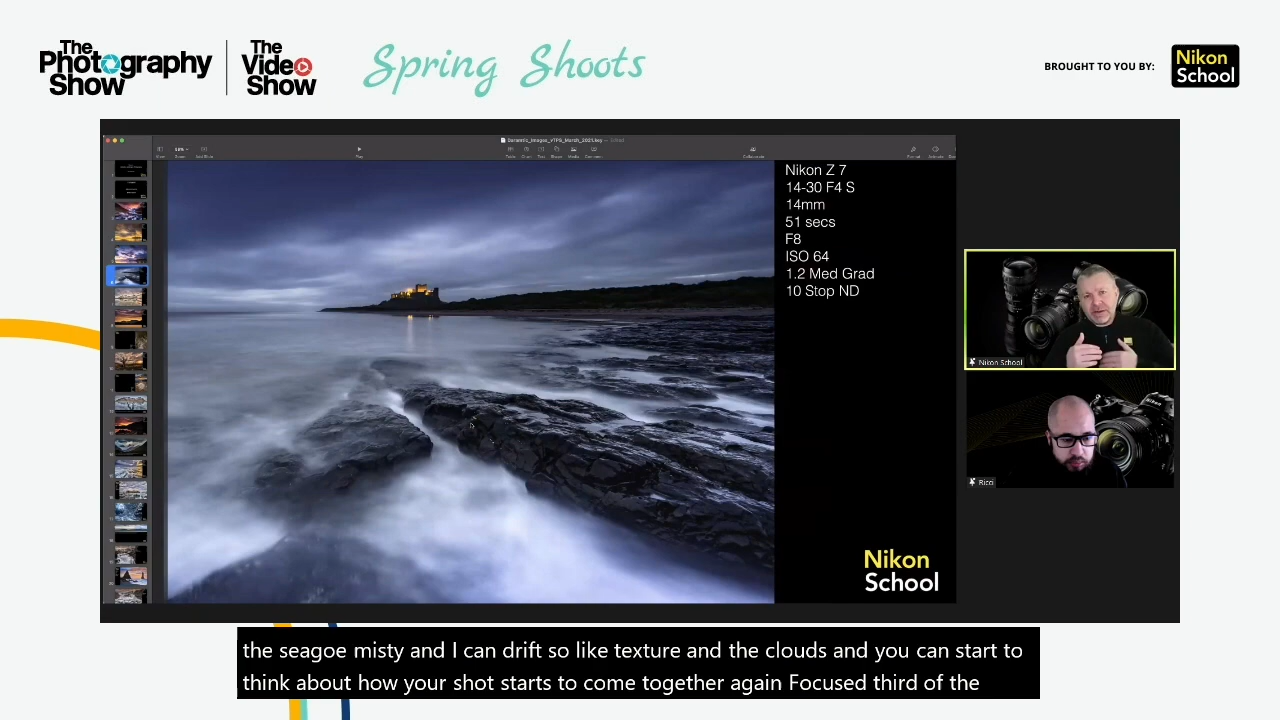 The
Photography
Show
The
Video
Show
Spring Shoots
BROUGHT TO YOU BY:
Nikon
School
Nikon Z 7
14-30 F4 S
14mm
51 secs
F8
ISO 64
1.2 Med Grad
10 Stop ND
Nikon School
Ricci
Nikon
School
the seagoe misty and I can drift so like texture and the clouds and you can start to
think about how your shot starts to come together again Focused third of the